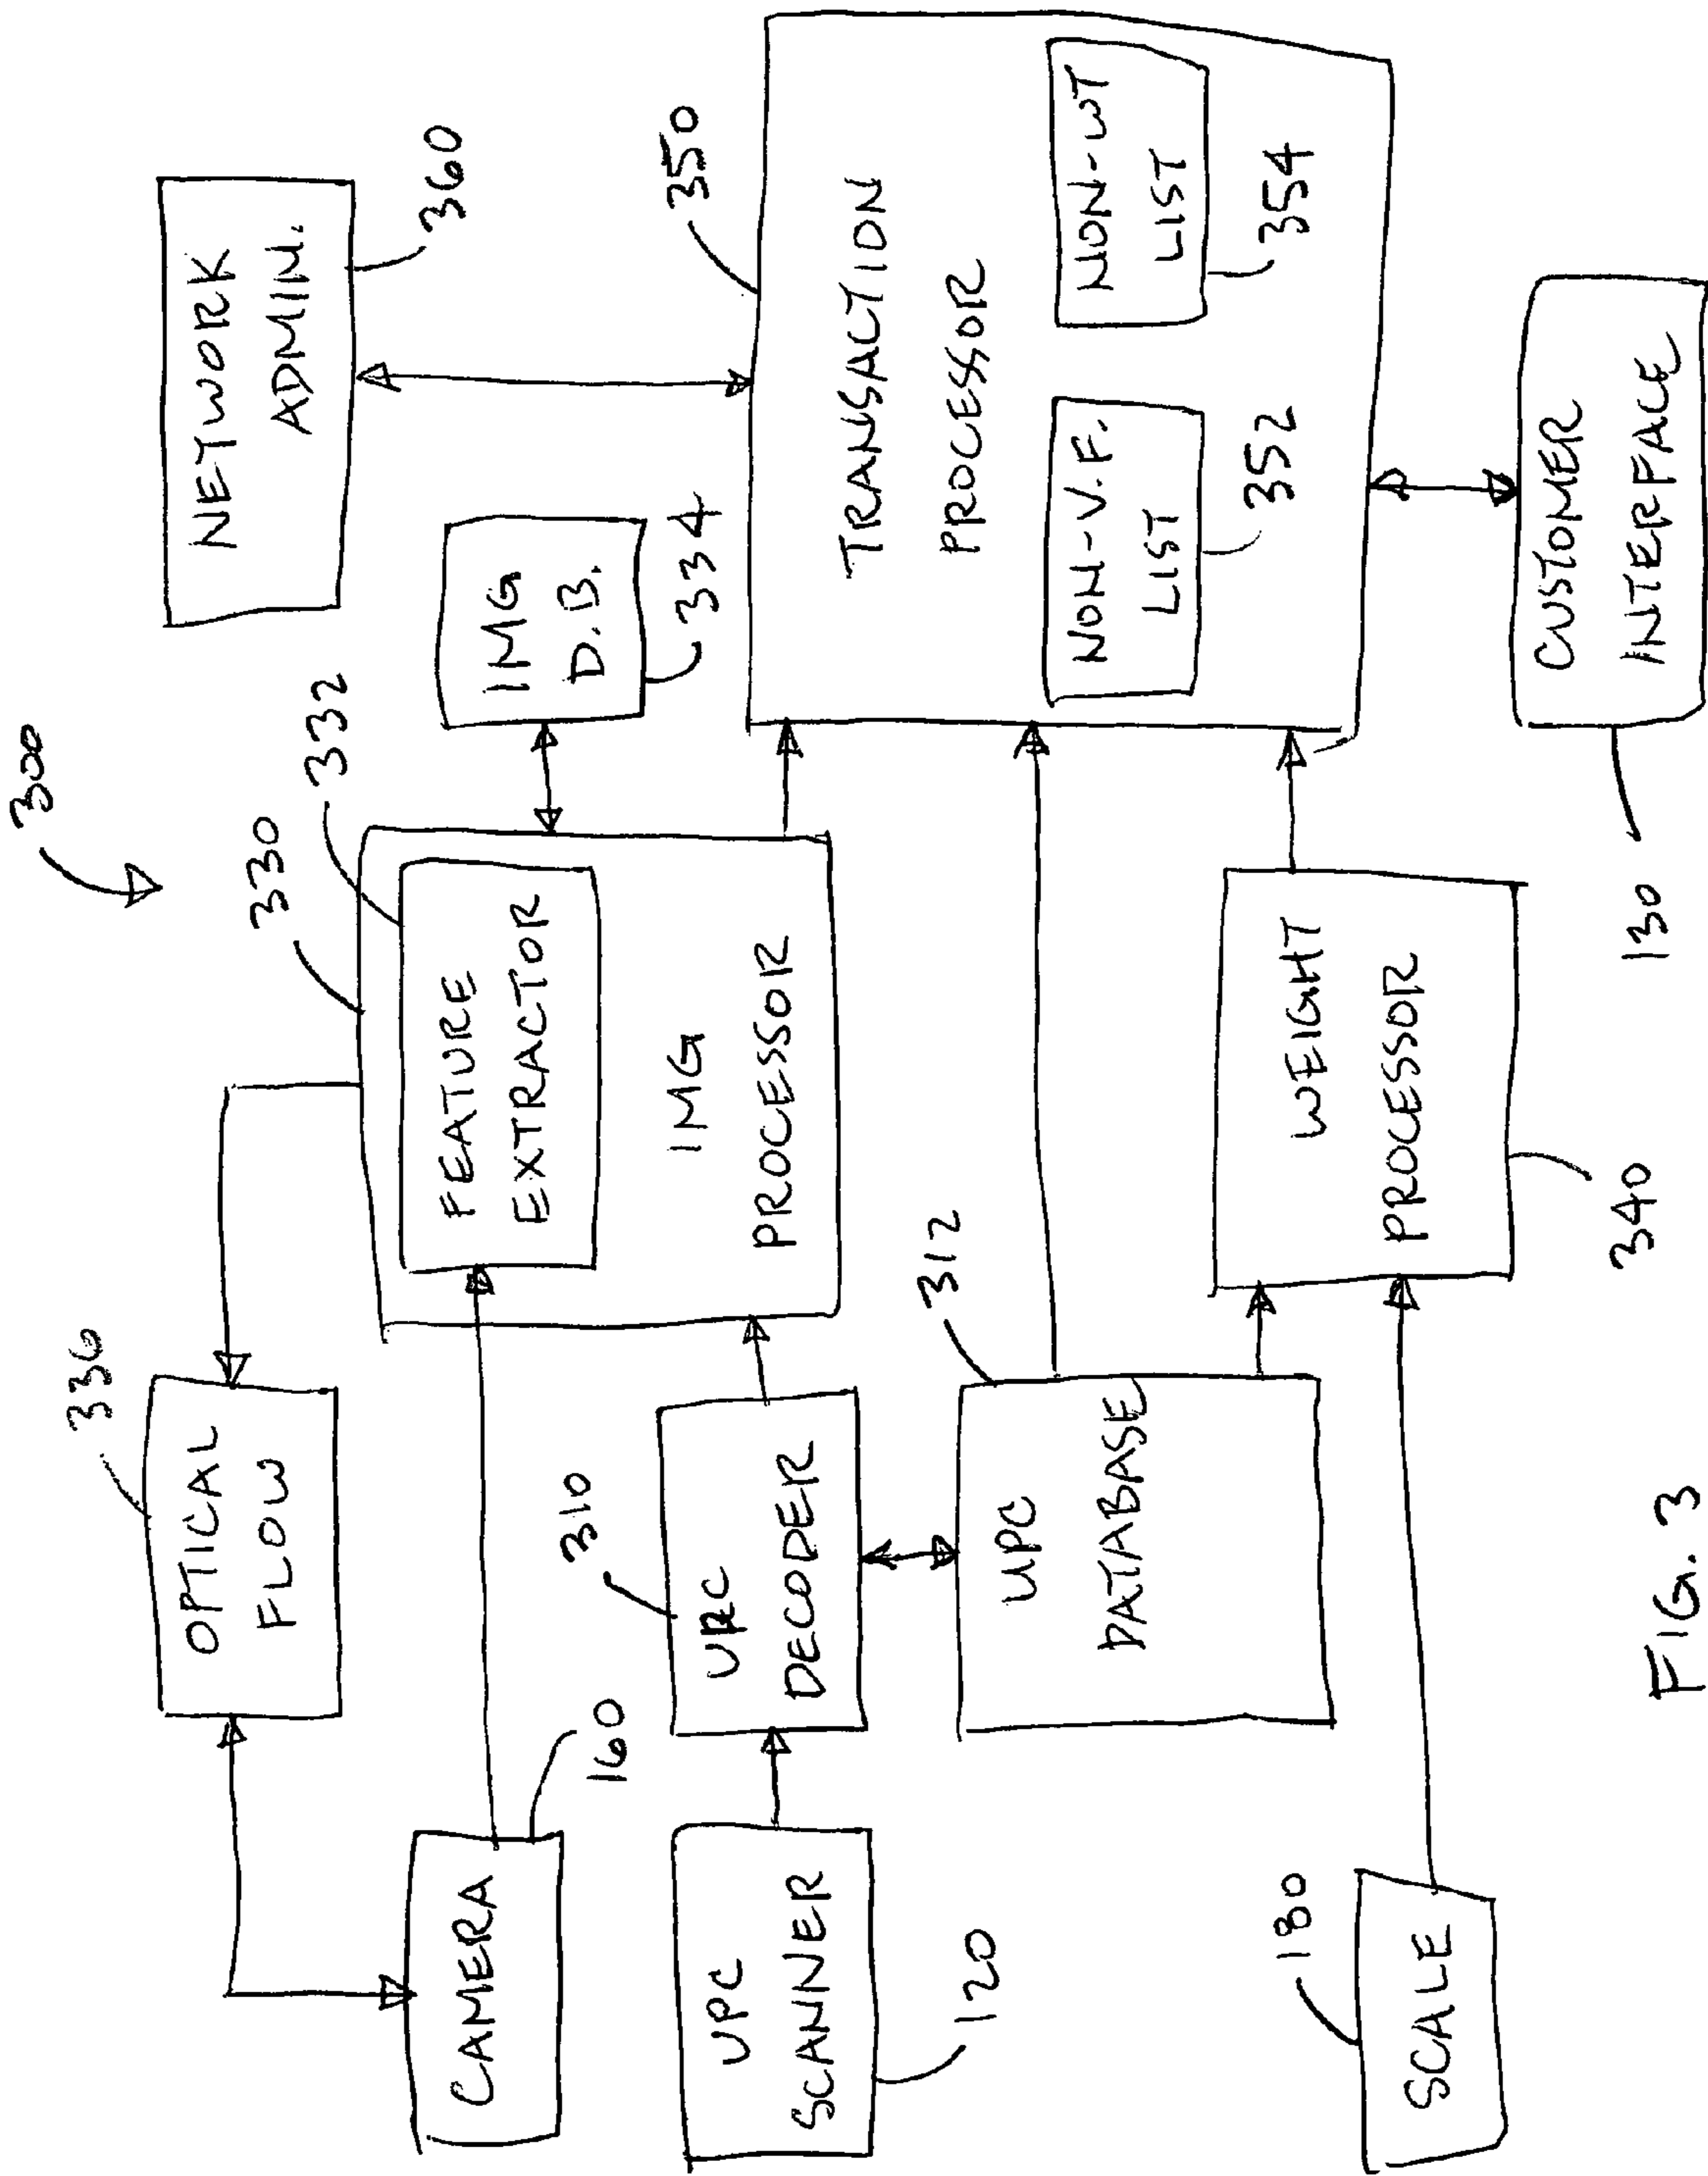 300
NETWORK
ADMIN.
360
336
OPTICAL
FLOW
330
332
FEATURE
EXTRACTOR
IMG
PROCESSOR
IMG
D.B.
334
350
TRANSACTION
PROCESSOR
NON-V.F.
LIST
352
NON-WT
LIST
354
CAMERA
160
UPC
SCANNER
120
310
UPC
DECODER
312
UPC
DATABASE
WEIGHT
PROCESSOR
340
180
SCALE
CUSTOMER
INTERFACE
130
FIG. 3